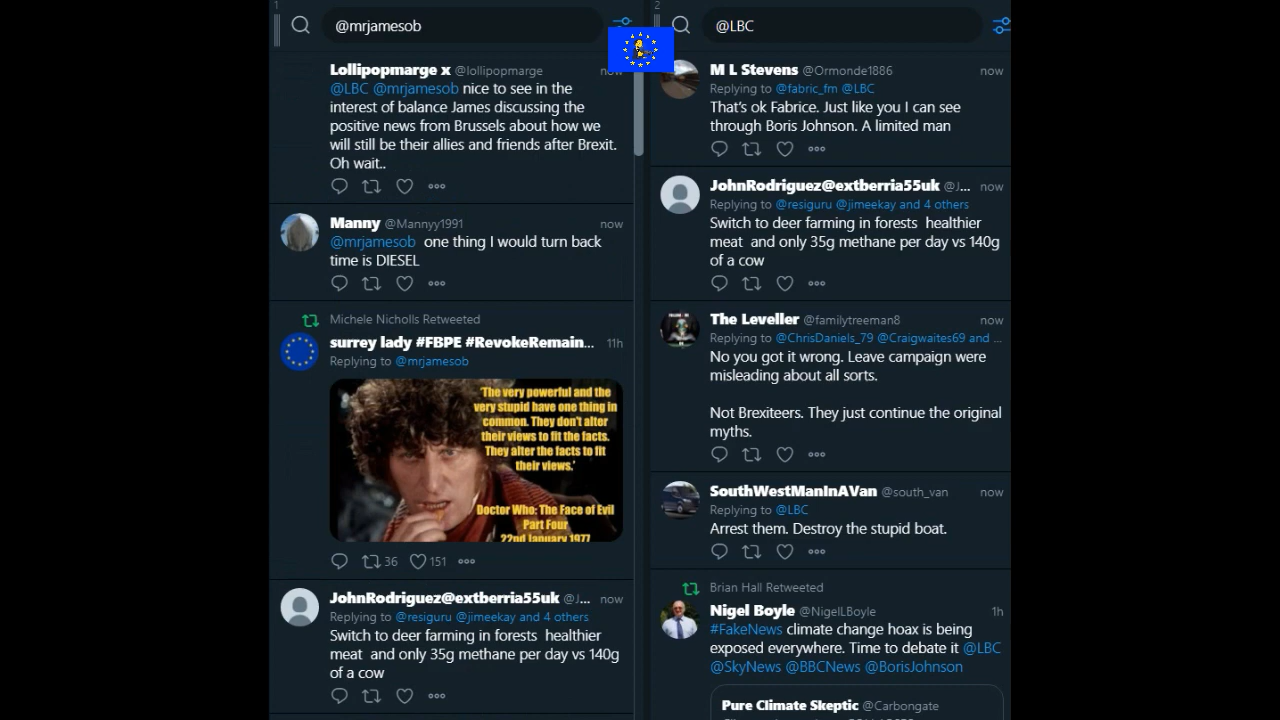 1
@mrjamesob
Lollipopmarge x @lollipopmarge now
@LBC @mrjamesob nice to see in the
interest of balance James discussing the
positive news from Brussels about how we
will still be their allies and friends after Brexit.
Oh wait..
Manny @Mannyy1991 now
@mrjamesob one thing I would turn back
time is DIESEL
Michele Nicholls Retweeted
surrey lady #FBPE #RevokeRemain... 11h
Replying to @mrjamesob
'The very powerful and the
very stupid have one thing in
common. They don't alter
their views to fit the facts.
They alter the facts to fit
their views.'
Doctor Who: The Face of Evil
Part Four
22nd January 1977
36 151
JohnRodriguez@extberria55uk @J... now
Replying to @resiguru @jimeekay and 4 others
Switch to deer farming in forests healthier
meat and only 35g methane per day vs 140g
of a cow
2
@LBC
M L Stevens @Ormonde1886 now
Replying to @fabric_fm @LBC
That's ok Fabrice. Just like you I can see
through Boris Johnson. A limited man
JohnRodriguez@extberria55uk @J... now
Replying to @resiguru @jimeekay and 4 others
Switch to deer farming in forests healthier
meat and only 35g methane per day vs 140g
of a cow
The Leveller @familytreeman8 now
Replying to @ChrisDaniels_79 @Craigwaites69 and ...
No you got it wrong. Leave campaign were
misleading about all sorts.
Not Brexiteers. They just continue the original
myths.
SouthWestManInAVan @south_van now
Replying to @LBC
Arrest them. Destroy the stupid boat.
Brian Hall Retweeted
Nigel Boyle @NigelLBoyle 1h
#FakeNews climate change hoax is being
exposed everywhere. Time to debate it @LBC
@SkyNews @BBCNews @BorisJohnson
Pure Climate Skeptic @Carbongate